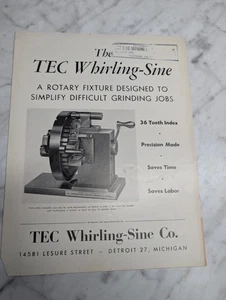 The
TEC Whirling-Sine
A ROTARY FIXTURE DESIGNED TO
SIMPLIFY DIFFICULT GRINDING JOBS
36 Tooth Index
Precision Made
Saves Time
Saves Labor
TEC Whirling-Sine Co.
14581 LESURE STREET – DETROIT 27, MICHIGAN